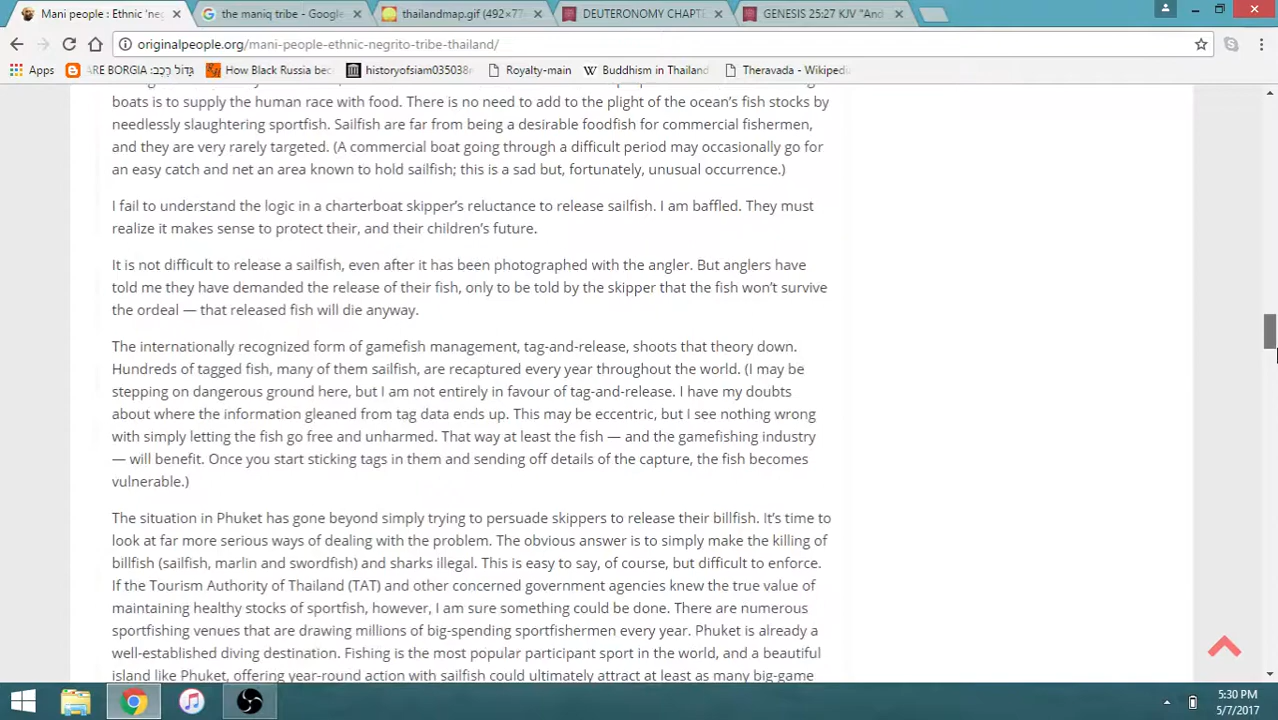 Mani people : Ethnic 'ne
the maniq tribe - Google
thailandmap.gif (492×77
DEUTERONOMY CHAPT
GENESIS 25:27 KJV "And
originalpeople.org/mani-people-ethnic-negrito-tribe-thailand/
Apps
ARE BORGIA :גָּדוֹל רֶכֶב
How Black Russia bec
historyofsiam035038
Royalty-main
Buddhism in Thailand
Theravada - Wikipedi
boats is to supply the human race with food. There is no need to add to the plight of the ocean's fish stocks by
needlessly slaughtering sportfish. Sailfish are far from being a desirable foodfish for commercial fishermen,
and they are very rarely targeted. (A commercial boat going through a difficult period may occasionally go for
an easy catch and net an area known to hold sailfish; this is a sad but, fortunately, unusual occurrence.)
I fail to understand the logic in a charterboat skipper's reluctance to release sailfish. I am baffled. They must
realize it makes sense to protect their, and their children's future.
It is not difficult to release a sailfish, even after it has been photographed with the angler. But anglers have
told me they have demanded the release of their fish, only to be told by the skipper that the fish won't survive
the ordeal — that released fish will die anyway.
The internationally recognized form of gamefish management, tag-and-release, shoots that theory down.
Hundreds of tagged fish, many of them sailfish, are recaptured every year throughout the world. (I may be
stepping on dangerous ground here, but I am not entirely in favour of tag-and-release. I have my doubts
about where the information gleaned from tag data ends up. This may be eccentric, but I see nothing wrong
with simply letting the fish go free and unharmed. That way at least the fish — and the gamefishing industry
— will benefit. Once you start sticking tags in them and sending off details of the capture, the fish becomes
vulnerable.)
The situation in Phuket has gone beyond simply trying to persuade skippers to release their billfish. It's time to
look at far more serious ways of dealing with the problem. The obvious answer is to simply make the killing of
billfish (sailfish, marlin and swordfish) and sharks illegal. This is easy to say, of course, but difficult to enforce.
If the Tourism Authority of Thailand (TAT) and other concerned government agencies knew the true value of
maintaining healthy stocks of sportfish, however, I am sure something could be done. There are numerous
sportfishing venues that are drawing millions of big-spending sportfishermen every year. Phuket is already a
well-established diving destination. Fishing is the most popular participant sport in the world, and a beautiful
island like Phuket, offering year-round action with sailfish could ultimately attract at least as many big-game
5:30 PM
5/7/2017